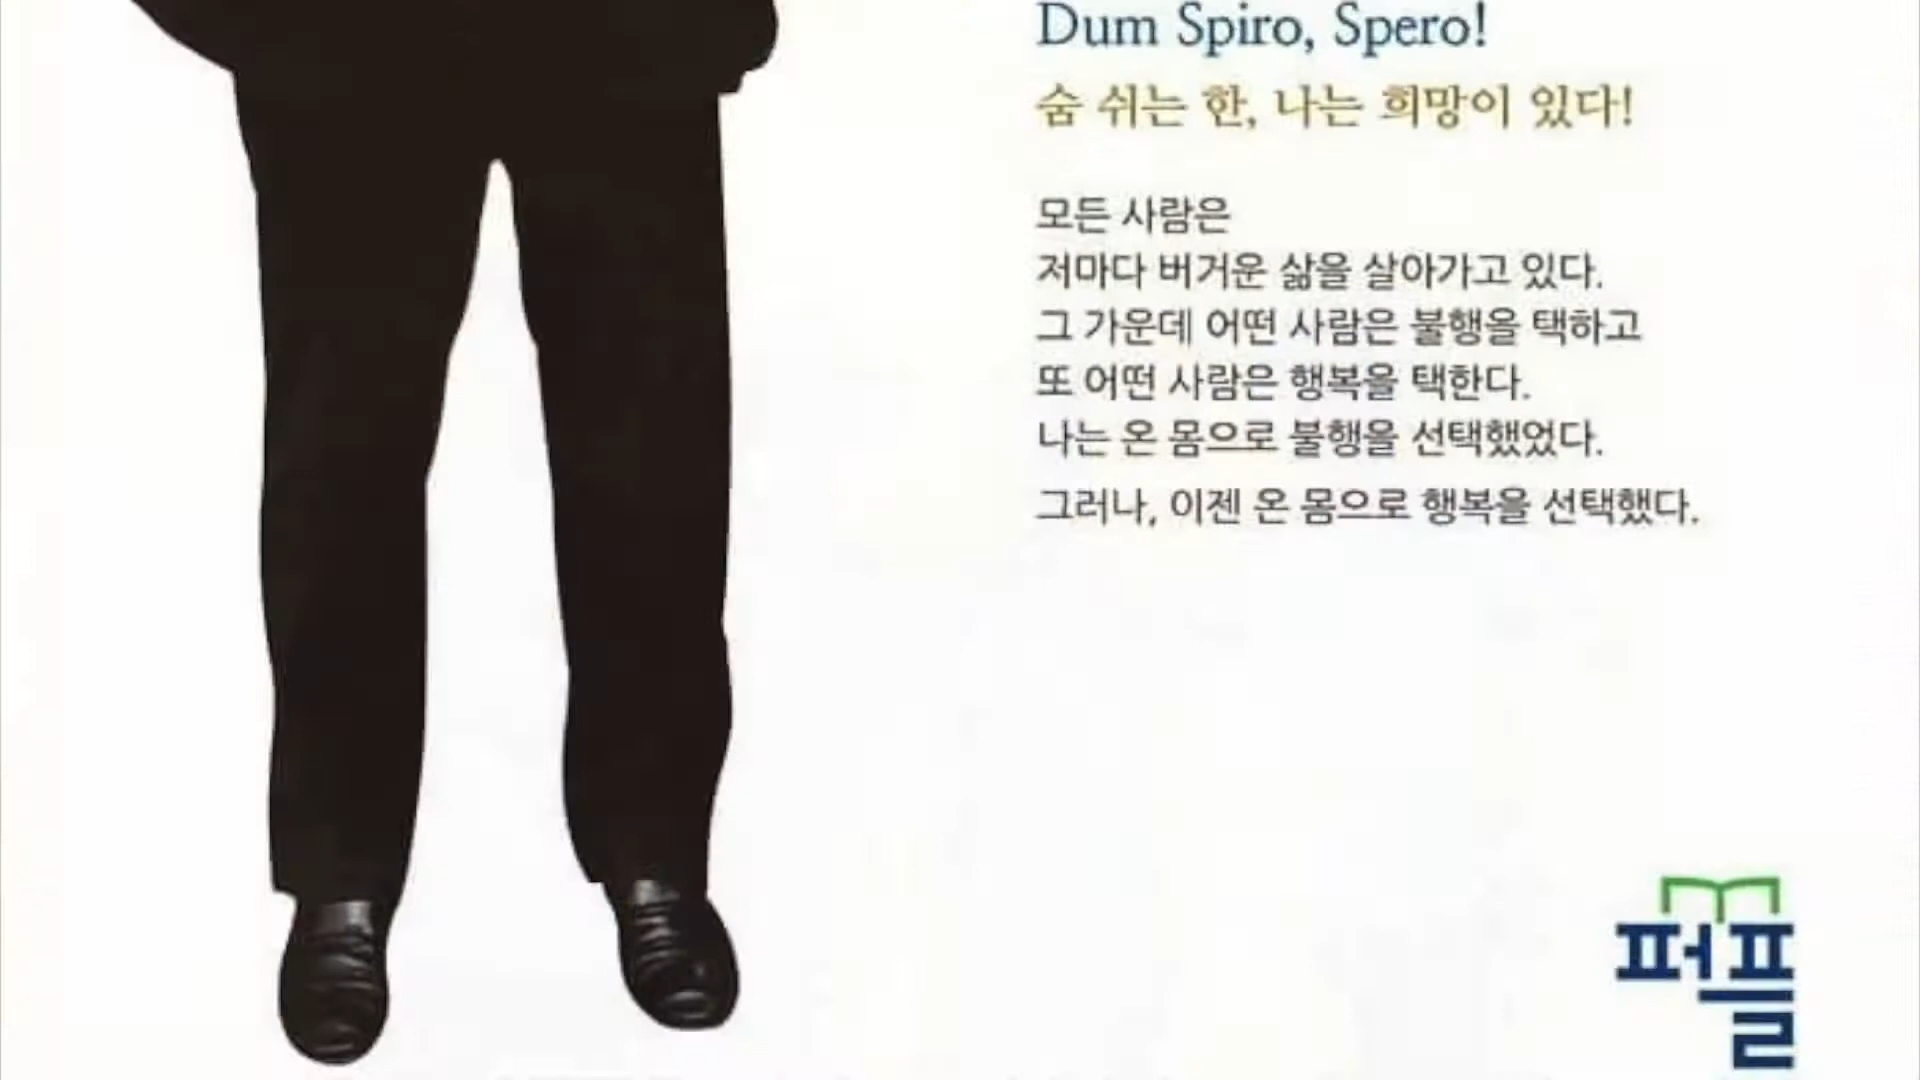 Dum Spiro, Spero!
숨 쉬는 한, 나는 희망이 있다!
모든 사람은
저마다 버거운 삶을 살아가고 있다.
그 가운데 어떤 사람은 불행을 택하고
또 어떤 사람은 행복을 택한다.
나는 온 몸으로 불행을 선택했었다.
그러나, 이젠 온 몸으로 행복을 선택했다.
퍼플